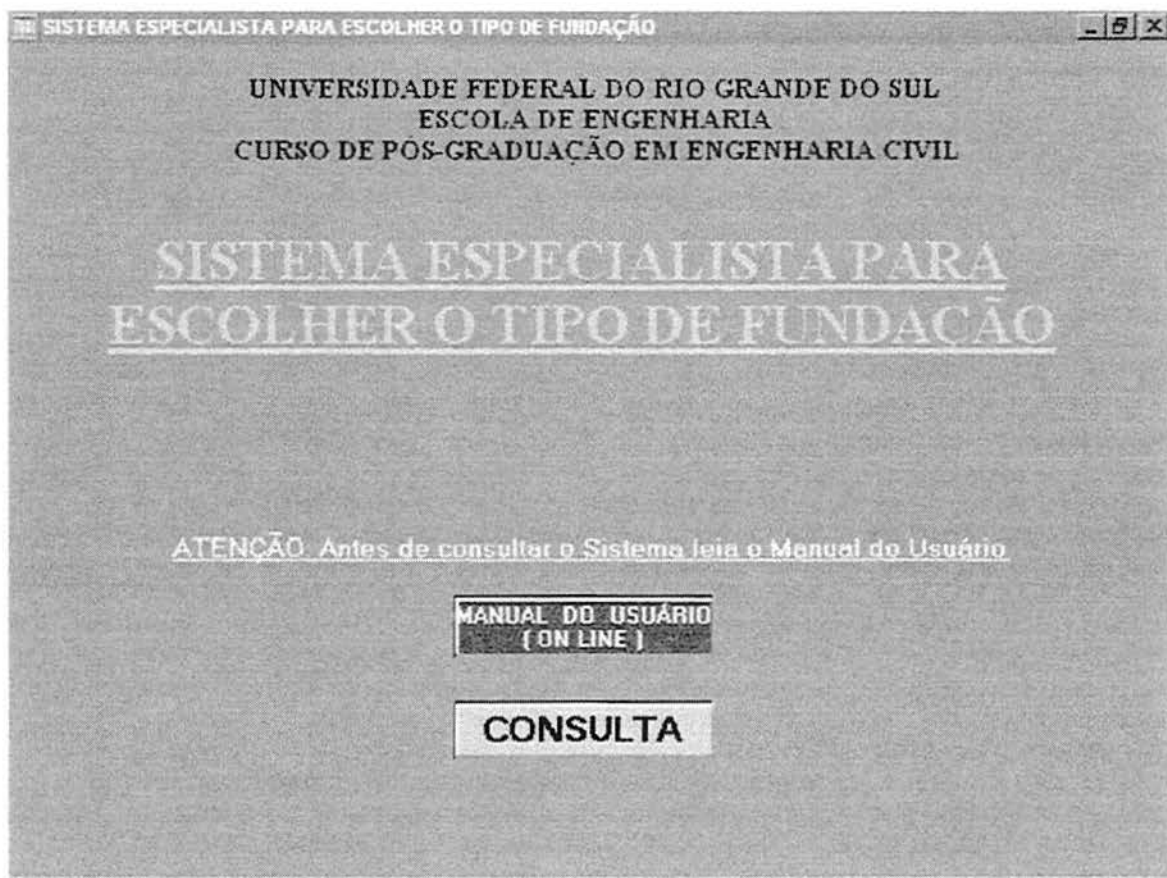 SISTEMA ESPECIALISTA PARA ESCOLHER O TIPO DE FUNDAÇÃO
UNIVERSIDADE FEDERAL DO RIO GRANDE DO SUL
ESCOLA DE ENGENHARIA
CURSO DE PÓS-GRADUAÇÃO EM ENGENHARIA CIVIL
SISTEMA ESPECIALISTA PARA
ESCOLHER O TIPO DE FUNDAÇÃO
ATENÇÃO: Antes de consultar o Sistema leia o Manual do Usuário
MANUAL DO USUÁRIO
( ON LINE )
CONSULTA